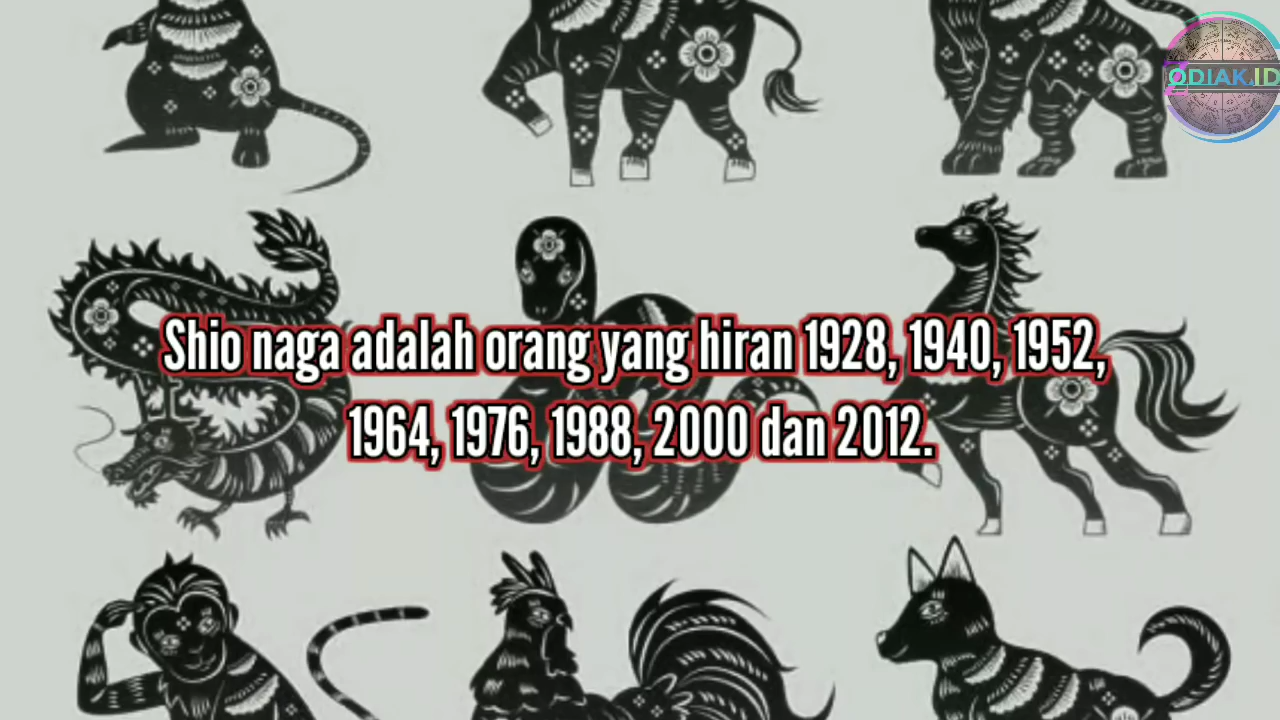 ODIAK.ID
Shio naga adalah orang yang hiran 1928, 1940, 1952,
1964, 1976, 1988, 2000 dan 2012.